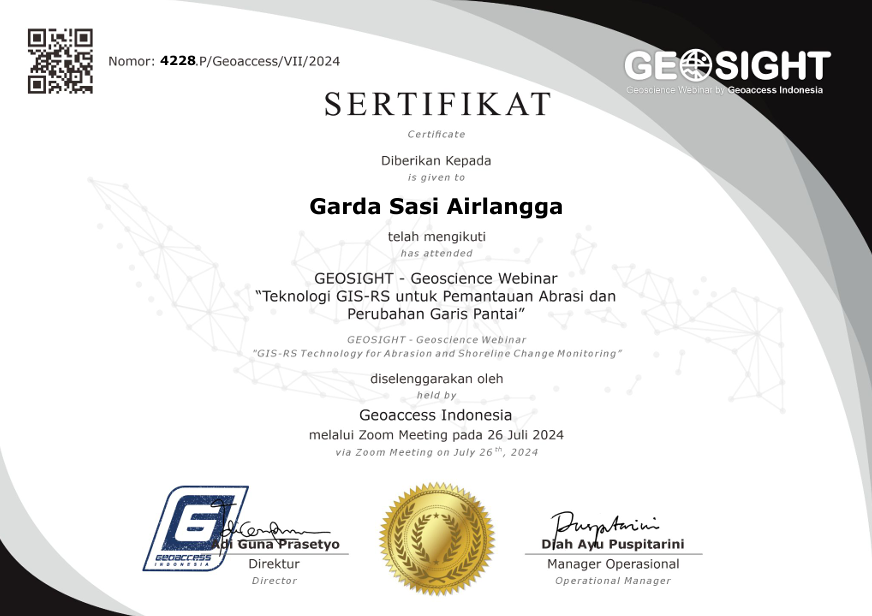 Nomor: 4228.P/Geoaccess/VII/2024
GEOSIGHT
Geoscience Webinar by Geoaccess Indonesia
SERTIFIKAT
Certificate
Diberikan Kepada
is given to
Garda Sasi Airlangga
telah mengikuti
has attended
GEOSIGHT - Geoscience Webinar
“Teknologi GIS-RS untuk Pemantauan Abrasi dan
Perubahan Garis Pantai”
GEOSIGHT - Geoscience Webinar
"GIS-RS Technology for Abrasion and Shoreline Change Monitoring"
diselenggarakan oleh
held by
Geoaccess Indonesia
melalui Zoom Meeting pada 26 Juli 2024
via Zoom Meeting on July 26th, 2024
GEOACCESS
INDONESIA
Adi Guna Prasetyo
Direktur
Director
Puspitarini
Diah Ayu Puspitarini
Manager Operasional
Operational Manager